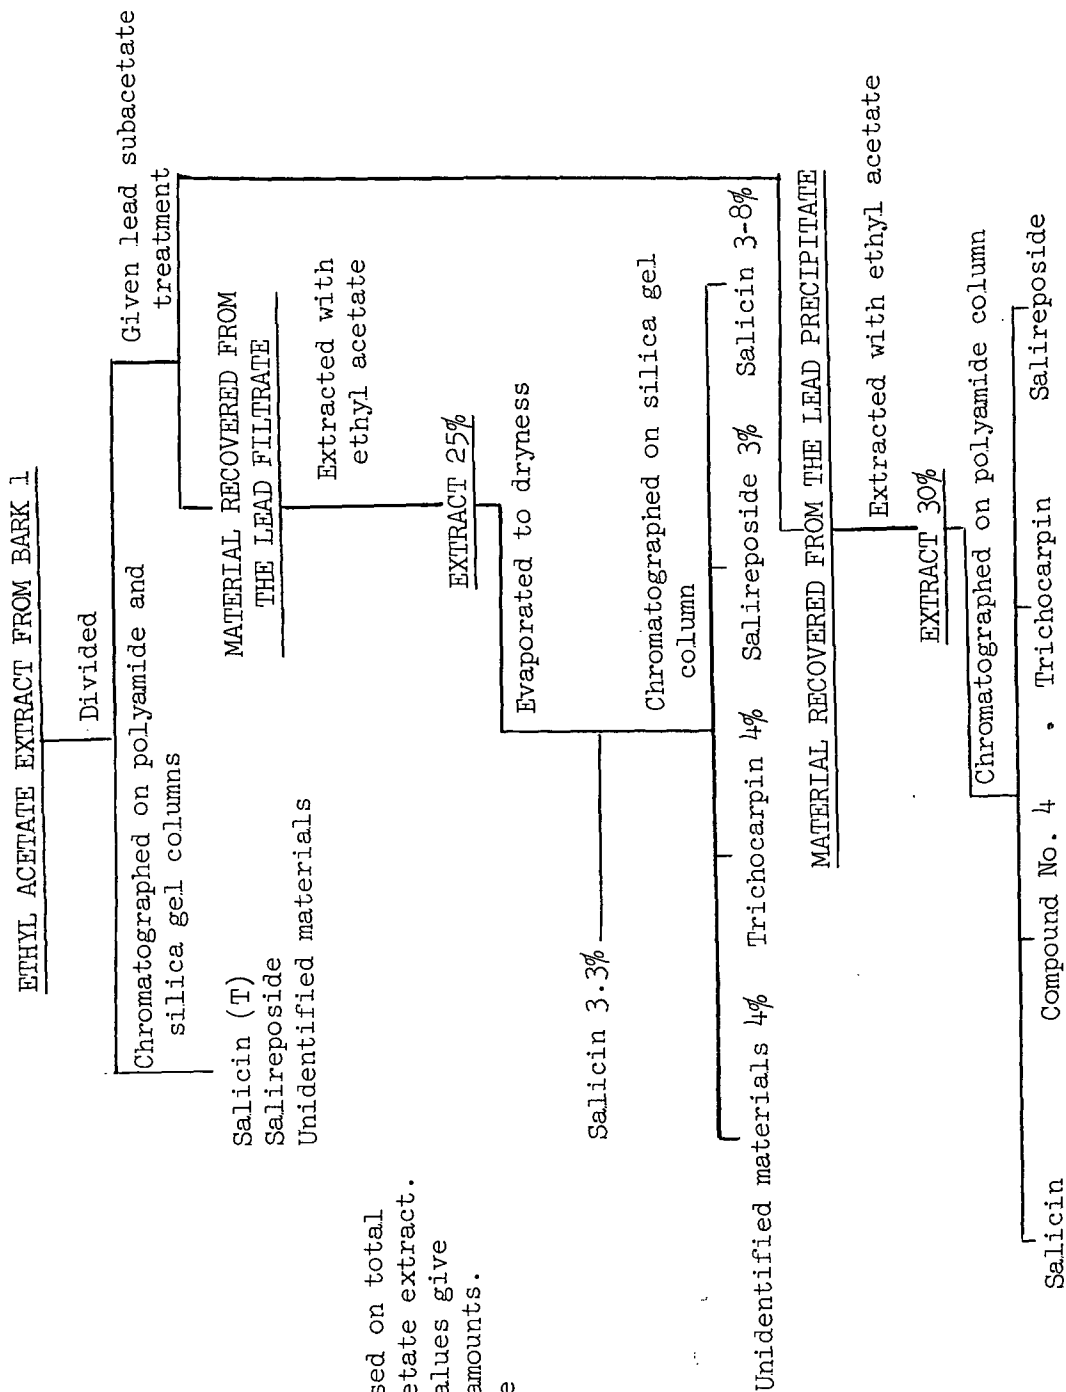 ETHYL ACETATE EXTRACT FROM BARK 1
Divided
Chromatographed on polyamide and
silica gel columns
Given lead subacetate
treatment
Salicin (T)
Salireposide
Unidentified materials
MATERIAL RECOVERED FROM
THE LEAD FILTRATE
Extracted with
ethyl acetate
EXTRACT 25%
Evaporated to dryness
Salicin 3.3%
Chromatographed on silica gel
column
Unidentified materials 4% Trichocarpin 4% Salireposide 3% Salicin 3-8%
MATERIAL RECOVERED FROM THE LEAD PRECIPITATE
Extracted with ethyl acetate
EXTRACT 30%
Chromatographed on polyamide column
Salicin Compound No. 4 Trichocarpin Salireposide
on total
extract.
give
amounts.